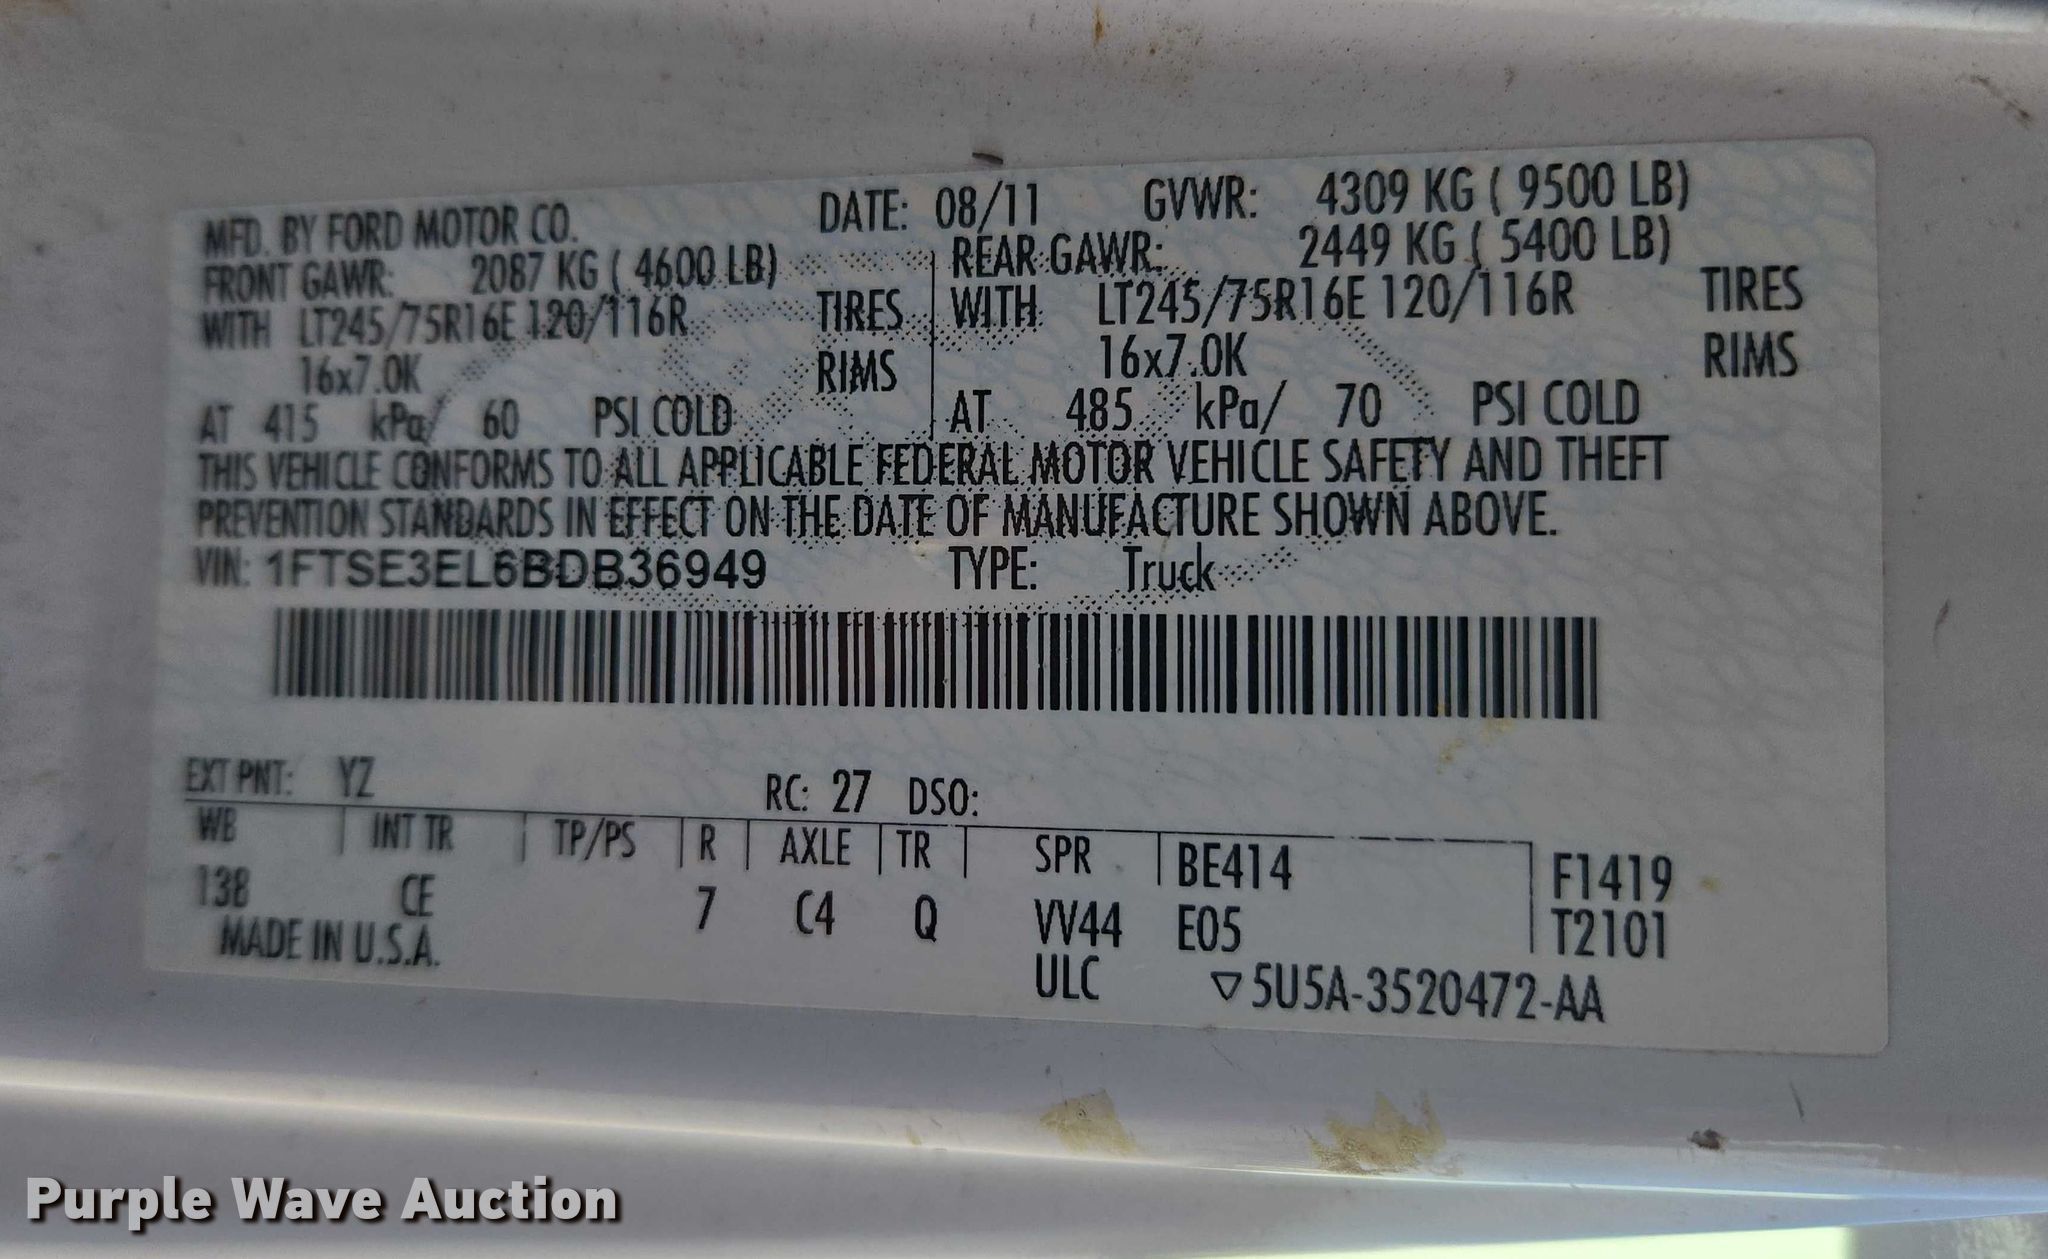 MFD. BY FORD MOTOR CO. DATE: 08/11 GVWR: 4309 KG ( 9500 LB)
FRONT GAWR: 2087 KG ( 4600 LB) REAR GAWR: 2449 KG ( 5400 LB)
WITH LT245/75R16E 120/116R TIRES WITH LT245/75R16E 120/116R TIRES
16x7.0K RIMS 16x7.0K RIMS
AT 415 kPa/ 60 PSI COLD AT 485 kPa/ 70 PSI COLD
THIS VEHICLE CONFORMS TO ALL APPLICABLE FEDERAL MOTOR VEHICLE SAFETY AND THEFT
PREVENTION STANDARDS IN EFFECT ON THE DATE OF MANUFACTURE SHOWN ABOVE.
VIN: 1FTSE3EL6BDB36949 TYPE: Truck
EXT PNT: YZ RC: 27 DSO:
WB INT TR TP/PS R AXLE TR SPR BE414 F1419
138 CE 7 C4 Q VV44 E05 T2101
MADE IN U.S.A. ULC ▽5U5A-3520472-AA
Purple Wave Auction